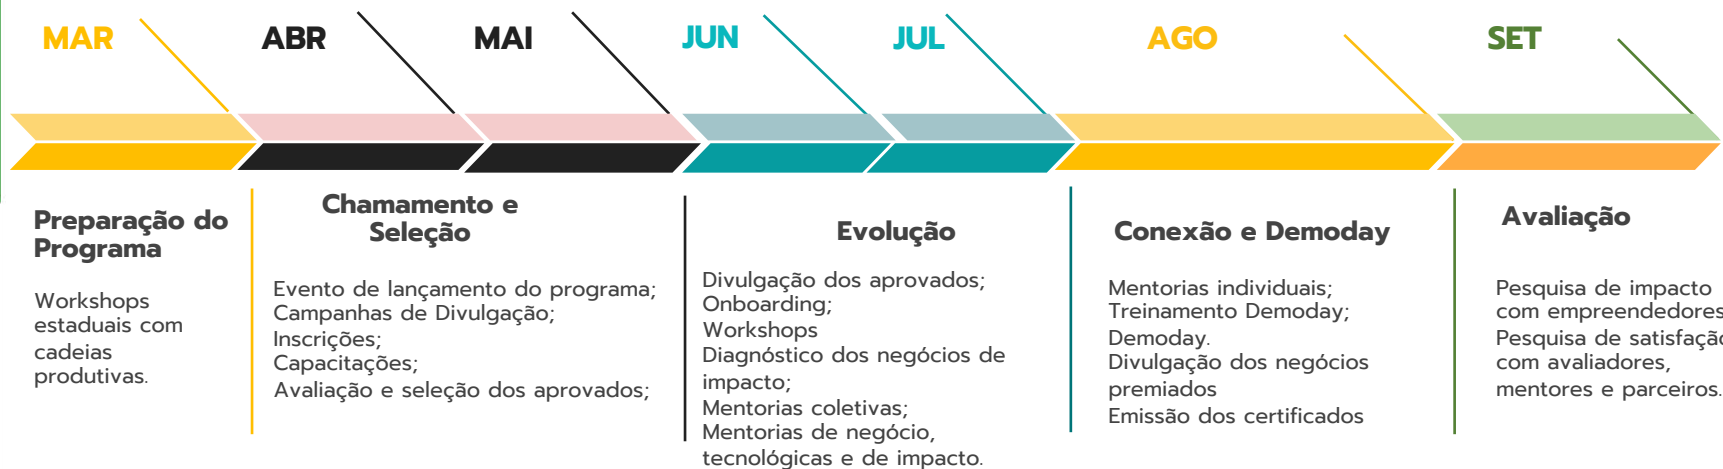 MAR
ABR
MAI
JUN
JUL
AGO
SET
Preparação do
Programa
Workshops
estaduais com
cadeias
produtivas.
Chamamento e
Seleção
Evento de lançamento do programa;
Campanhas de Divulgação;
Inscrições;
Capacitações;
Avaliação e seleção dos aprovados;
Evolução
Divulgação dos aprovados;
Onboarding;
Workshops
Diagnóstico dos negócios de
impacto;
Mentorias coletivas;
Mentorias de negócio,
tecnológicas e de impacto.
Conexão e Demoday
Mentorias individuais;
Treinamento Demoday;
Demoday.
Divulgação dos negócios
premiados
Emissão dos certificados
Avaliação
Pesquisa de impacto
com empreendedores
Pesquisa de satisfação
com avaliadores,
mentores e parceiros.